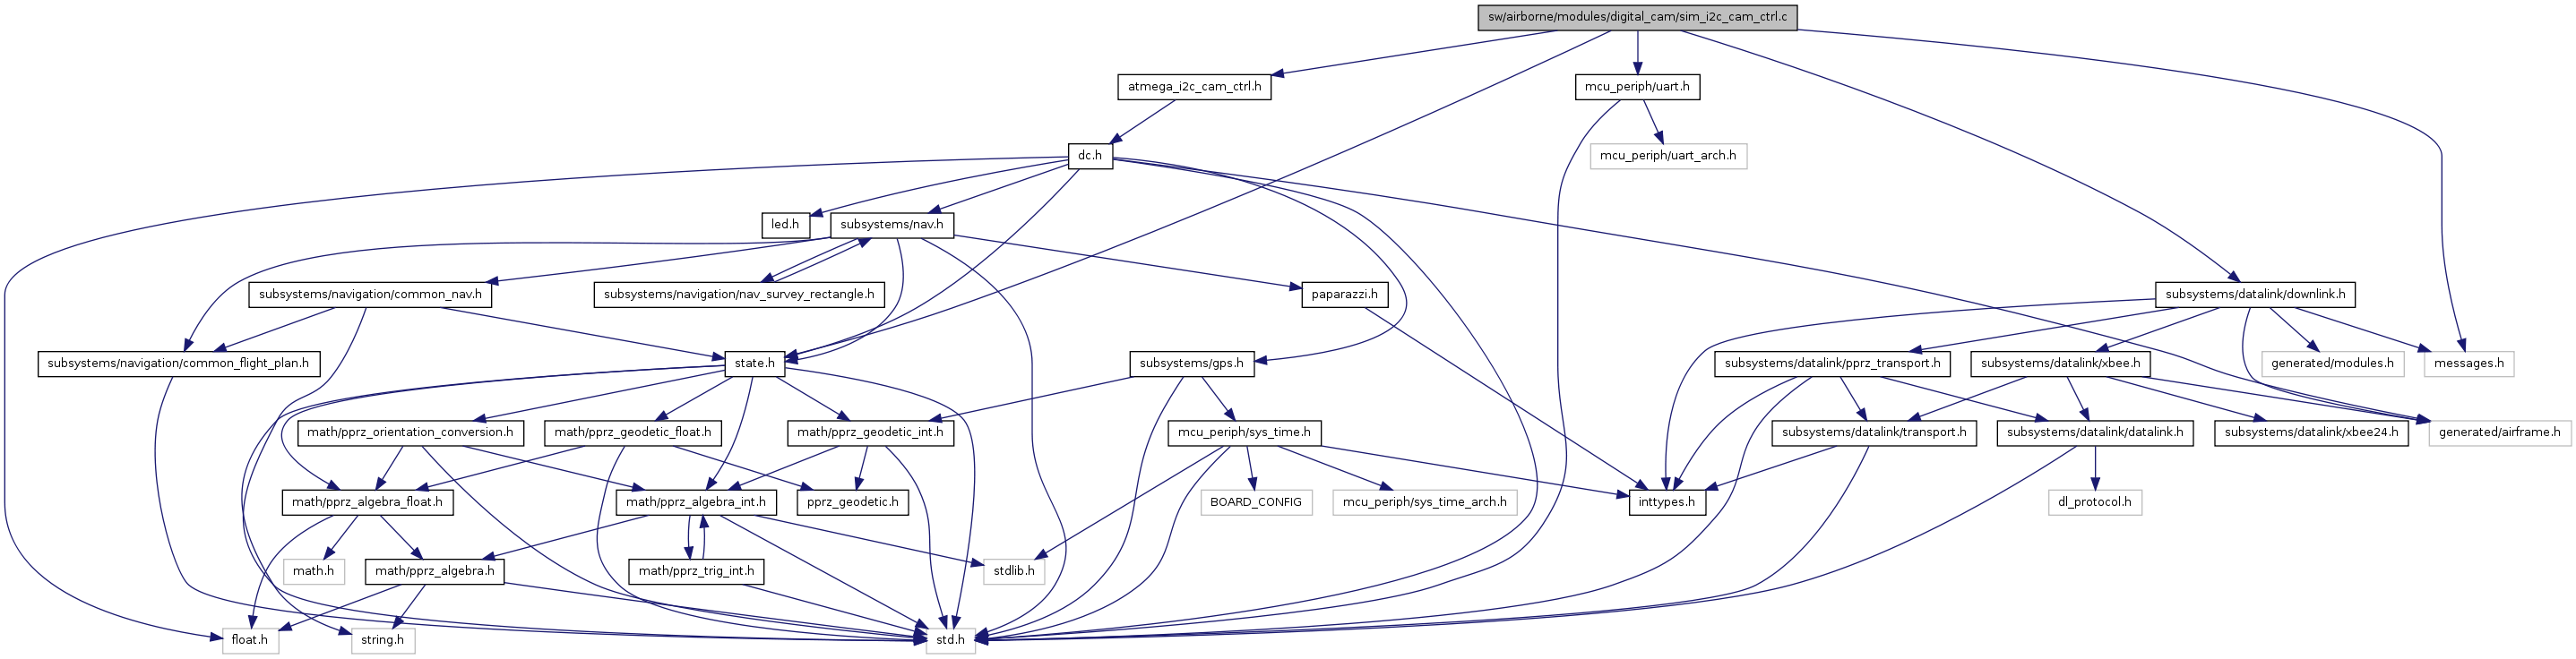 sw/airborne/modules/digital_cam/sim_i2c_cam_ctrl.c
atmega_i2c_cam_ctrl.h
mcu_periph/uart.h
dc.h
mcu_periph/uart_arch.h
led.h
subsystems/nav.h
subsystems/navigation/common_nav.h
subsystems/navigation/nav_survey_rectangle.h
paparazzi.h
subsystems/datalink/downlink.h
subsystems/navigation/common_flight_plan.h
state.h
subsystems/gps.h
subsystems/datalink/pprz_transport.h
subsystems/datalink/xbee.h
generated/modules.h
messages.h
math/pprz_orientation_conversion.h
math/pprz_geodetic_float.h
math/pprz_geodetic_int.h
mcu_periph/sys_time.h
subsystems/datalink/transport.h
subsystems/datalink/datalink.h
subsystems/datalink/xbee24.h
generated/airframe.h
math/pprz_algebra_float.h
math/pprz_algebra_int.h
pprz_geodetic.h
BOARD_CONFIG
mcu_periph/sys_time_arch.h
inttypes.h
dl_protocol.h
math.h
math/pprz_algebra.h
math/pprz_trig_int.h
stdlib.h
float.h
string.h
std.h